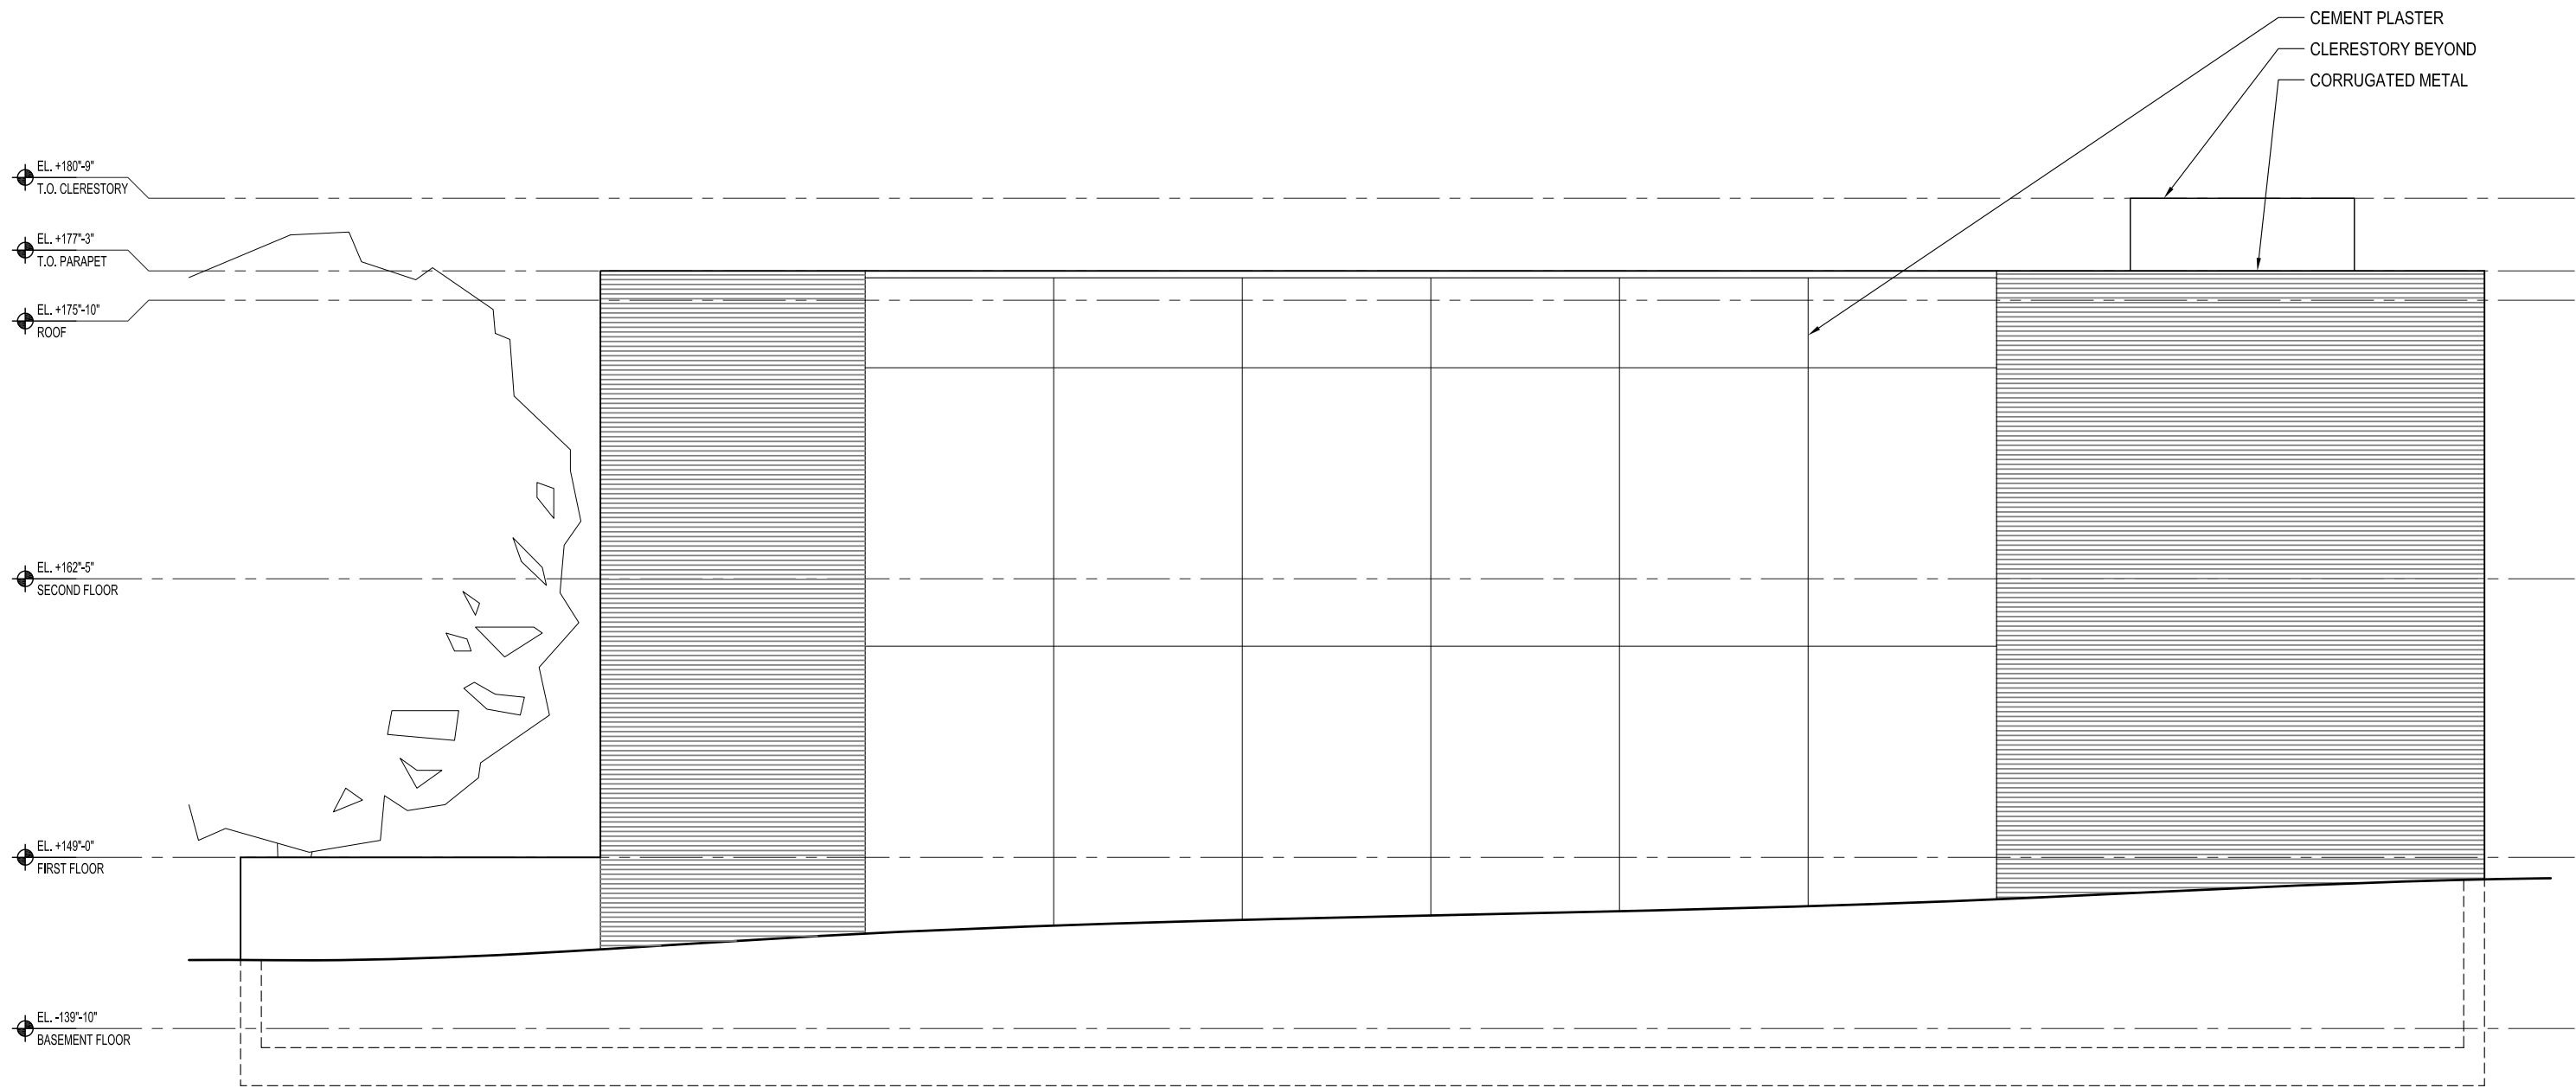 CEMENT PLASTER
CLERESTORY BEYOND
CORRUGATED METAL
EL. +180"-9"
T.O. CLERESTORY
EL. +177"-3"
T.O. PARAPET
EL. +175"-10"
ROOF
EL. +162"-5"
SECOND FLOOR
EL. +149"-0"
FIRST FLOOR
EL. -139"-10"
BASEMENT FLOOR